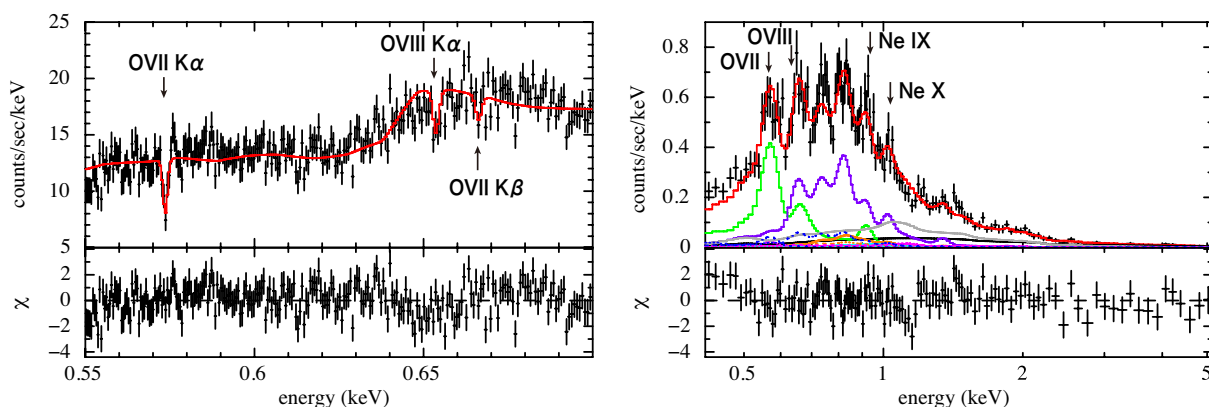 OVII Kα
OVIII Kα
OVII Kβ
counts/sec/keV
25
20
15
10
5
χ
2
0
−2
−4
0.55
0.6
0.65
energy (keV)
OVII
OVIII
Ne IX
Ne X
counts/sec/keV
0.8
0.6
0.4
0.2
0
χ
2
0
−2
−4
0.5
1
2
5
energy (keV)